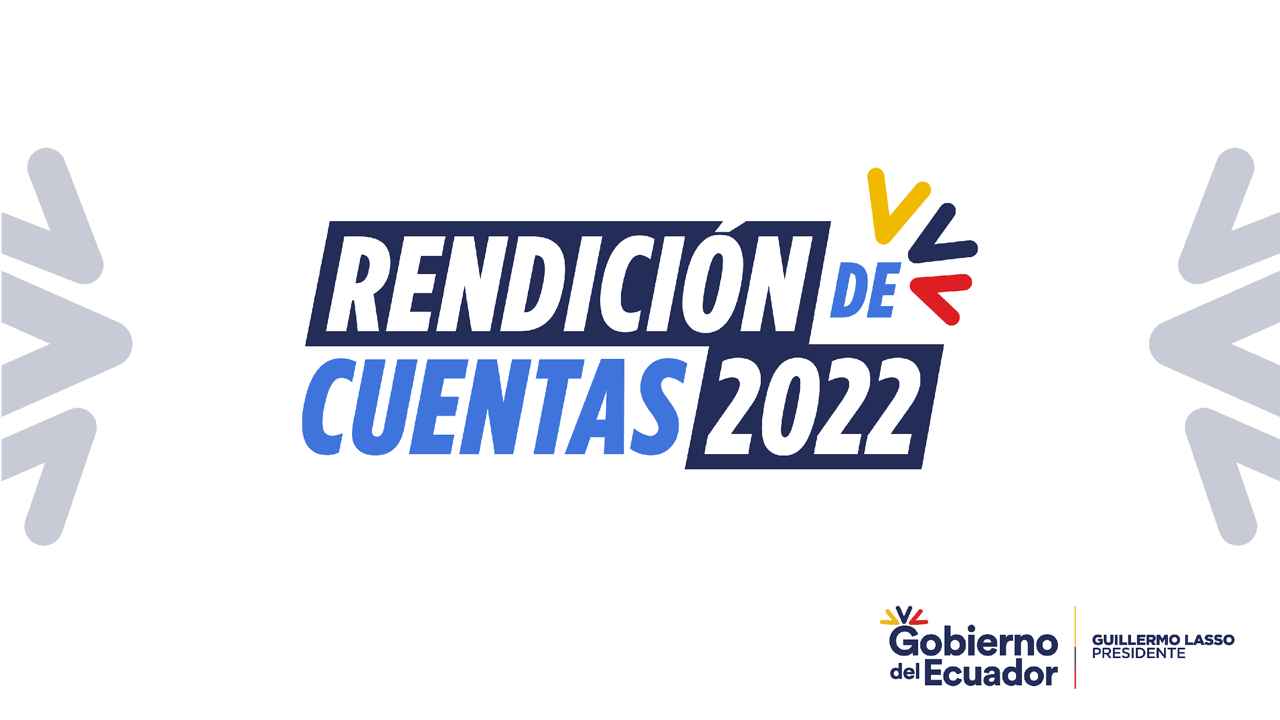 RENDICIÓN DE
CUENTAS 2022
Gobierno
del Ecuador
GUILLERMO LASSO
PRESIDENTE